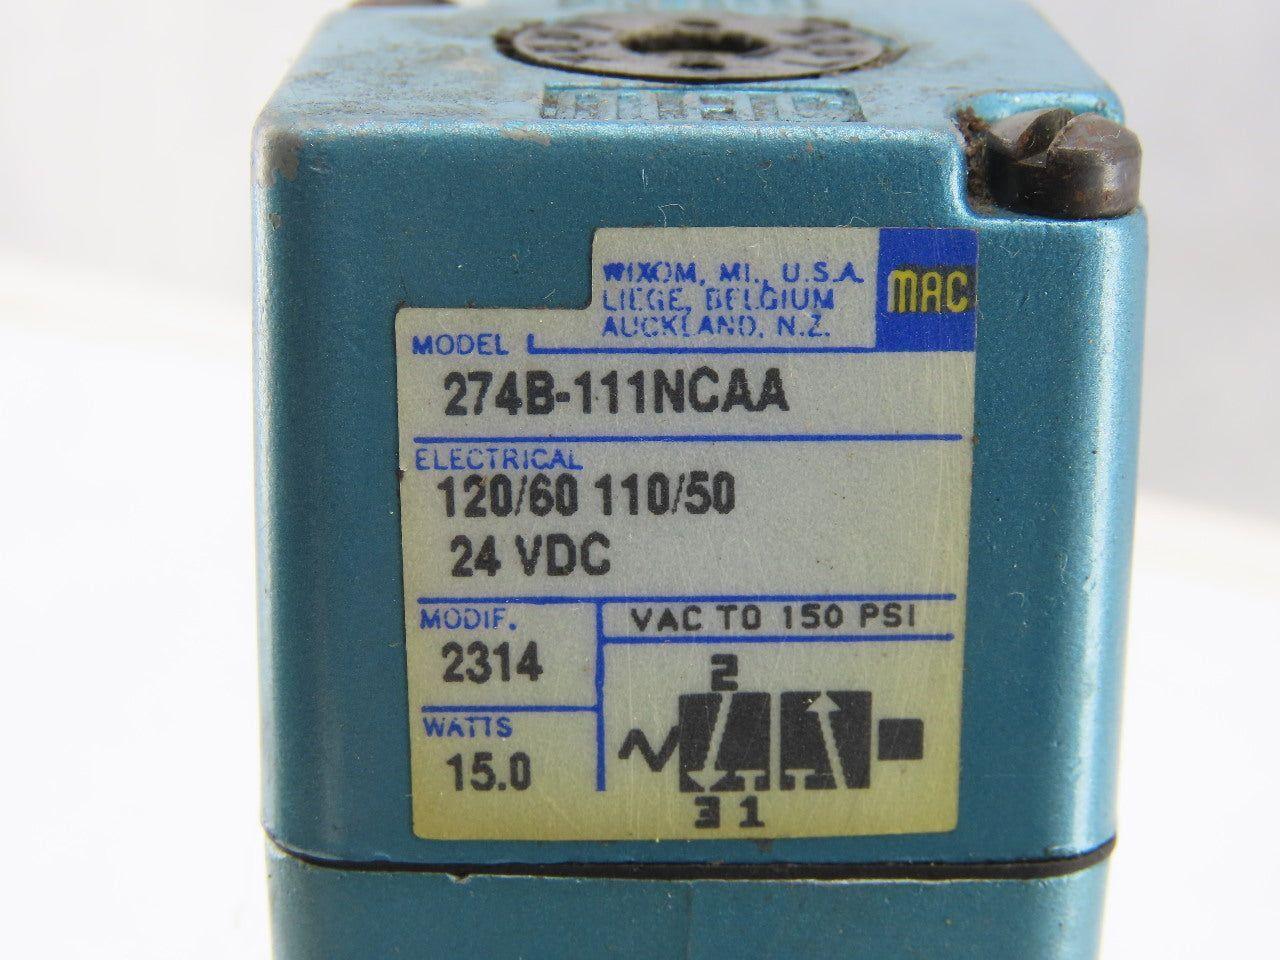 WIXOM, MI., U.S.A.
LIEGE, BELGIUM
AUCKLAND, N.Z.
MAC
MODEL
274B-111NCAA
ELECTRICAL
120/60 110/50
24 VDC
MODIF.
2314
VAC TO 150 PSI
WATTS
15.0
2
3 1